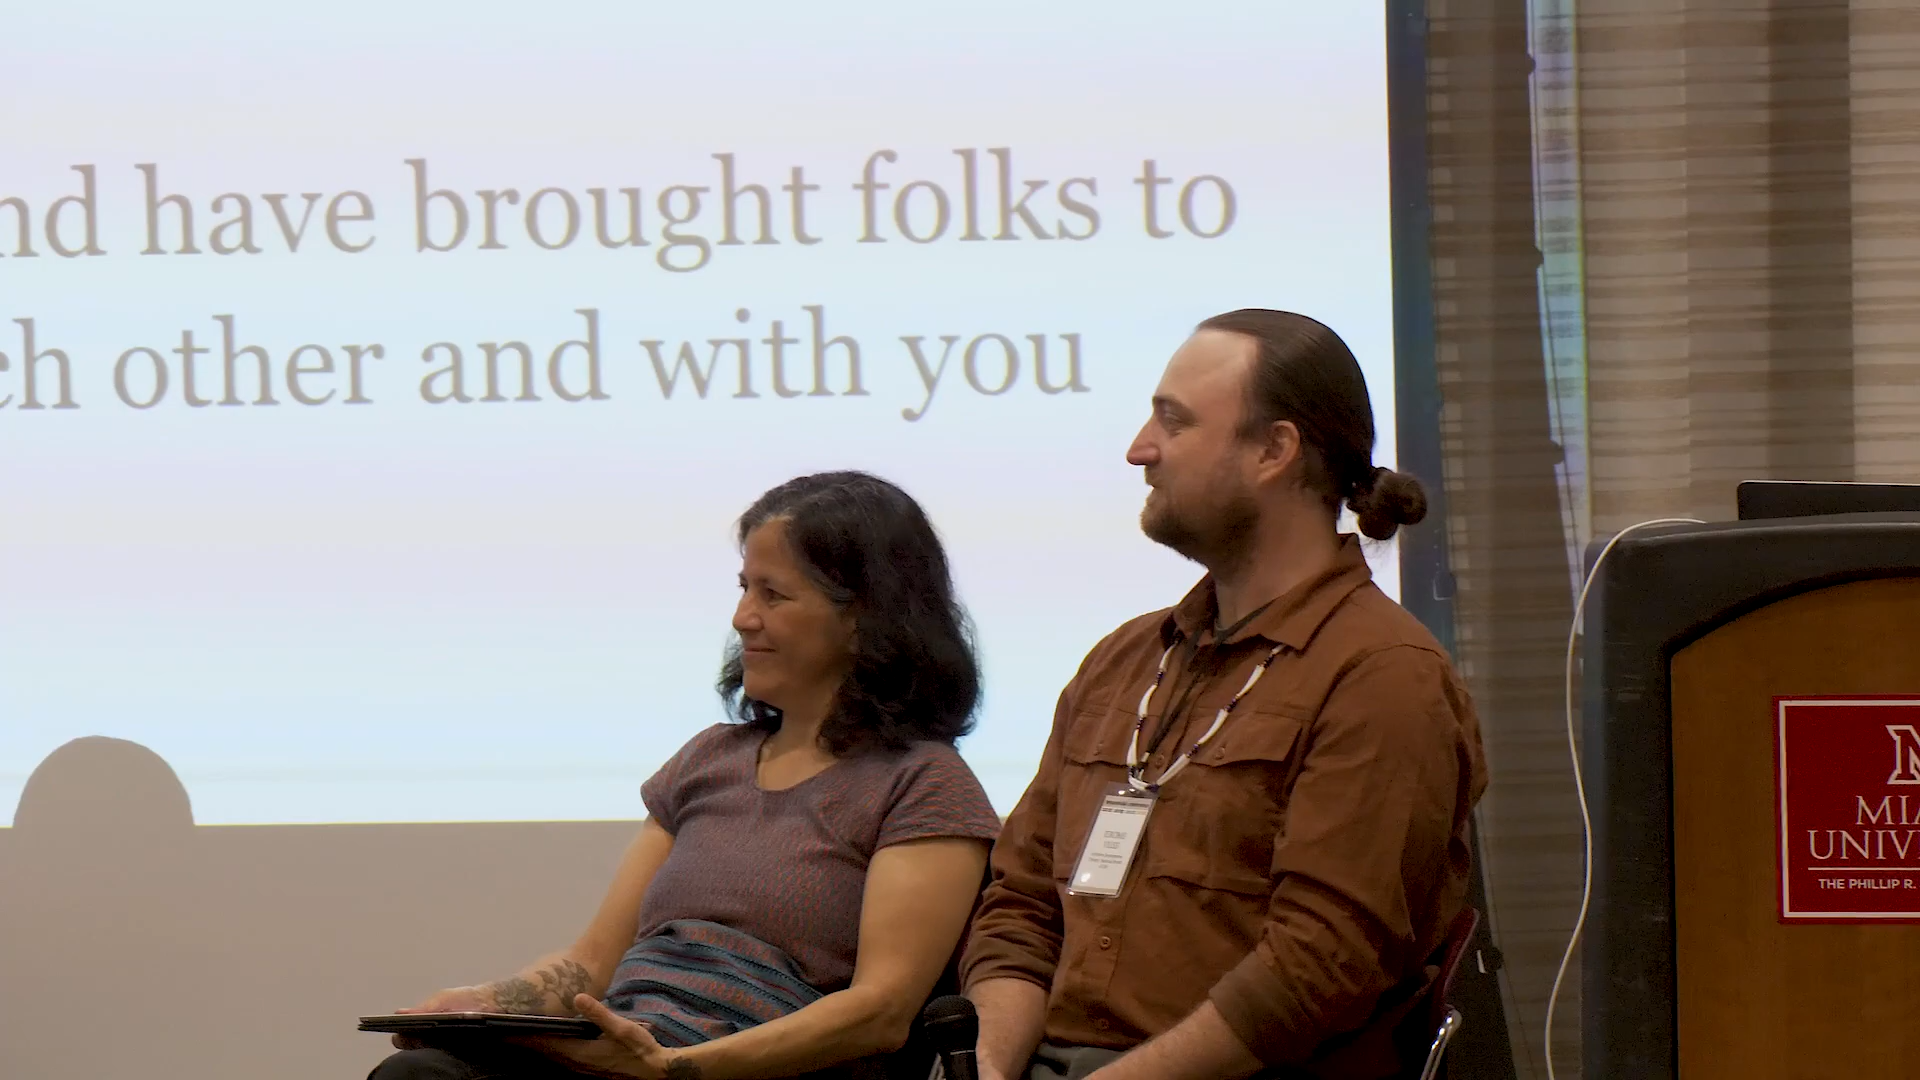 nd have brought folks to
ch other and with you
MIA
UNIV
THE PHILLIP R.